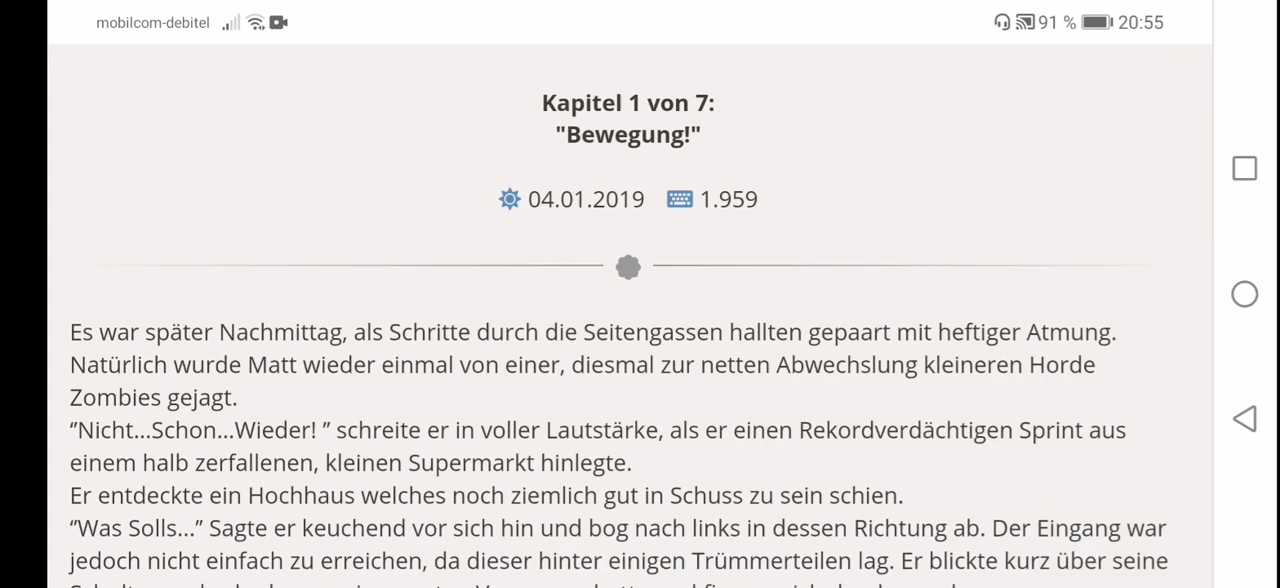 mobilcom-debitel
91 %
20:55
Kapitel 1 von 7:
"Bewegung!"
04.01.2019 1.959
Es war später Nachmittag, als Schritte durch die Seitengassen hallten gepaart mit heftiger Atmung.
Natürlich wurde Matt wieder einmal von einer, diesmal zur netten Abwechslung kleineren Horde
Zombies gejagt.
“Nicht...Schon...Wieder! ” schreite er in voller Lautstärke, als er einen Rekordverdächtigen Sprint aus
einem halb zerfallenen, kleinen Supermarkt hinlegte.
Er entdeckte ein Hochhaus welches noch ziemlich gut in Schuss zu sein schien.
“Was Solls...” Sagte er keuchend vor sich hin und bog nach links in dessen Richtung ab. Der Eingang war
jedoch nicht einfach zu erreichen, da dieser hinter einigen Trümmerteilen lag. Er blickte kurz über seine